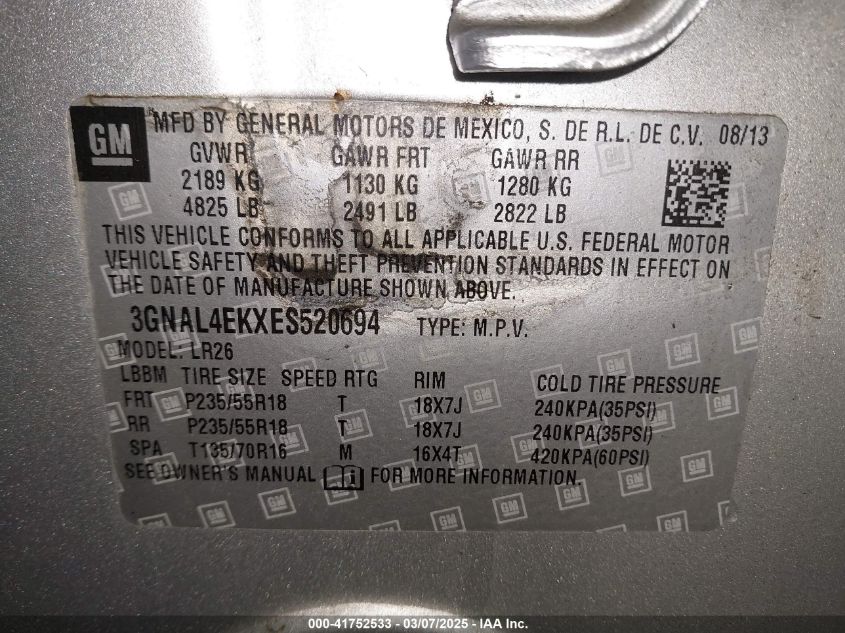 GM MFD BY GENERAL MOTORS DE MEXICO, S. DE R.L. DE C.V. 08/13
GVWR GAWR FRT GAWR RR
2189 KG 1130 KG 1280 KG
4825 LB 2491 LB 2822 LB
THIS VEHICLE CONFORMS TO ALL APPLICABLE U.S. FEDERAL MOTOR
VEHICLE SAFETY AND THEFT PREVENTION STANDARDS IN EFFECT ON
THE DATE OF MANUFACTURE SHOWN ABOVE.
3GNAL4EKXES520694 TYPE: M.P.V.
MODEL: LR26
LBBM TIRE SIZE SPEED RTG RIM COLD TIRE PRESSURE
FRT P235/55R18 T 18X7J 240KPA(35PSI)
RR P235/55R18 T 18X7J 240KPA(35PSI)
SPA T135/70R16 M 16X4T 420KPA(60PSI)
SEE OWNER'S MANUAL FOR MORE INFORMATION.
000-41752533 - 03/07/2025 - IAA Inc.